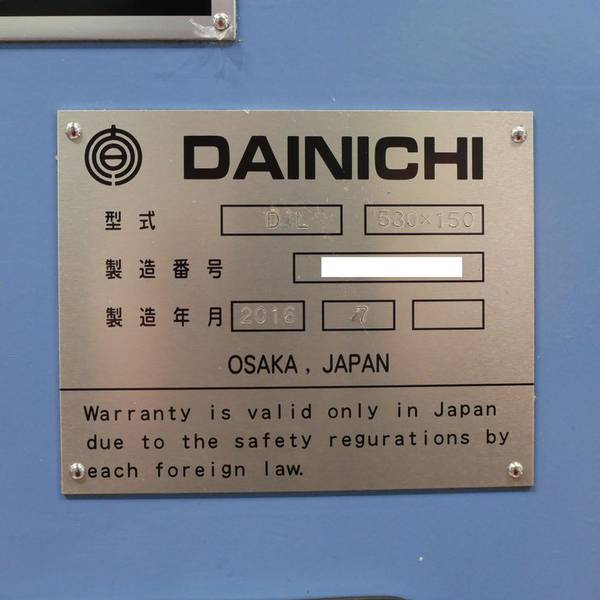 DAINICHI
型式 DL 530×150
製造番号
製造年月 2016 7
OSAKA, JAPAN
Warranty is valid only in Japan
due to the safety regurations by
each foreign law.